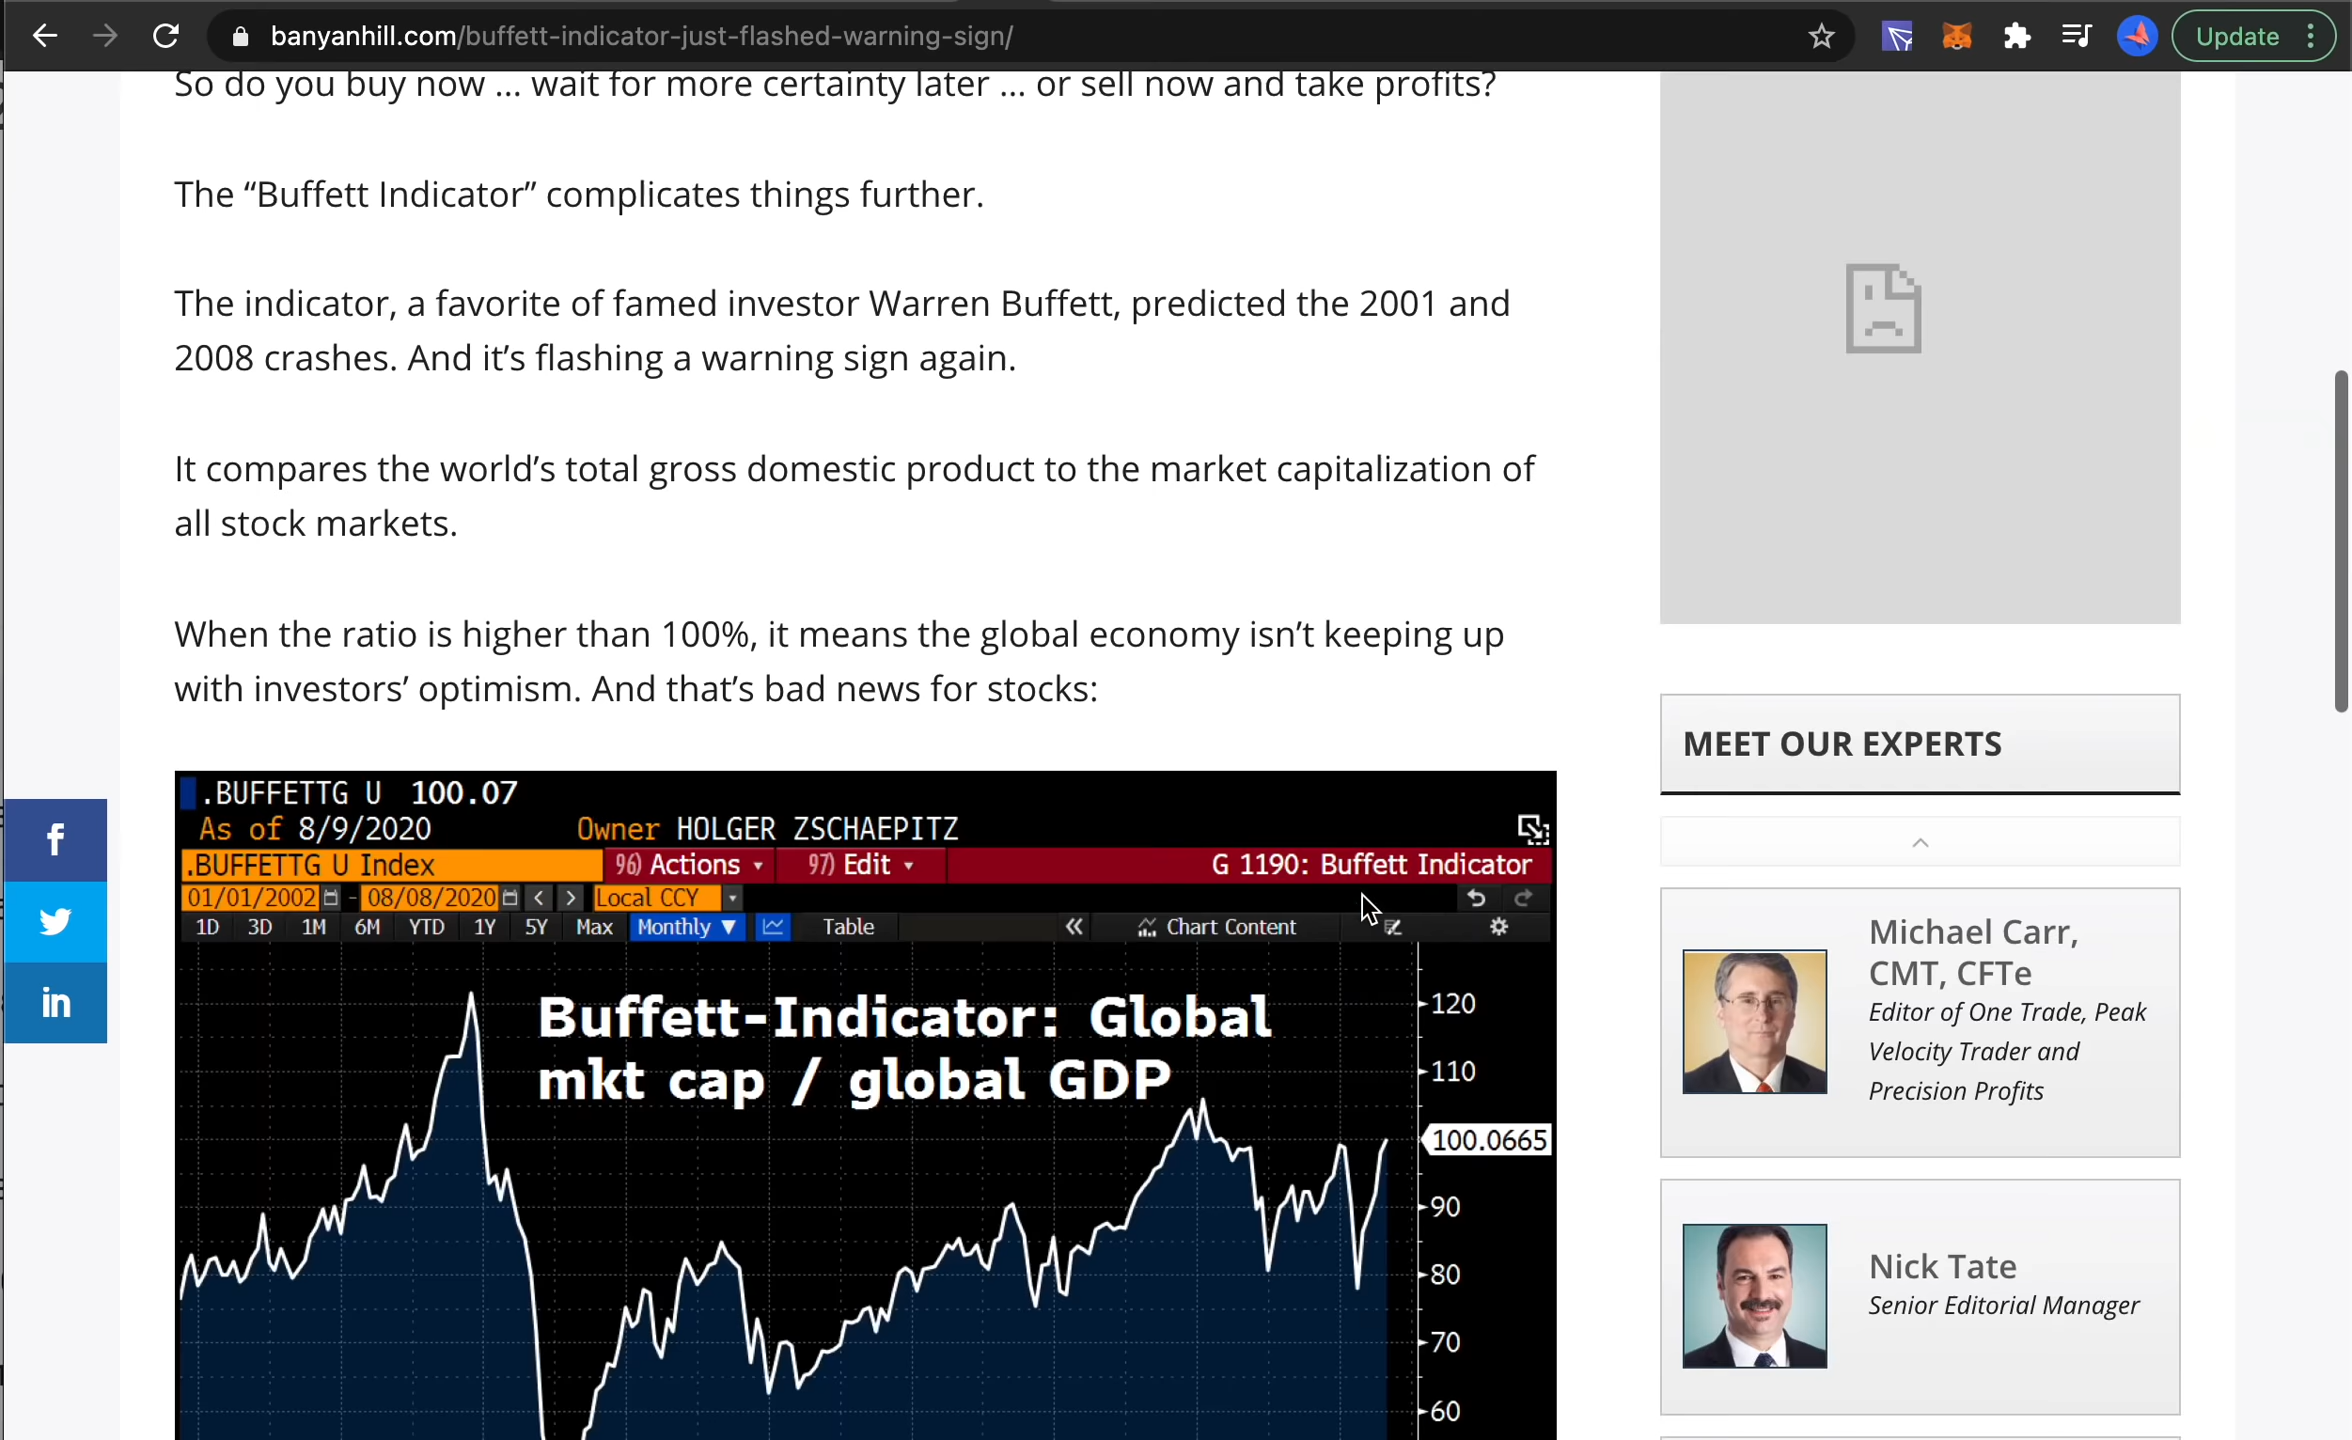 banyanhill.com/buffett-indicator-just-flashed-warning-sign/
Update
So do you buy now ... wait for more certainty later ... or sell now and take profits?
The “Buffett Indicator” complicates things further.
The indicator, a favorite of famed investor Warren Buffett, predicted the 2001 and
2008 crashes. And it’s flashing a warning sign again.
It compares the world’s total gross domestic product to the market capitalization of
all stock markets.
When the ratio is higher than 100%, it means the global economy isn’t keeping up
with investors’ optimism. And that’s bad news for stocks:
f
in
.BUFFETTG U 100.07
As of 8/9/2020 Owner HOLGER ZSCHAEPITZ
.BUFFETTG U Index 96) Actions 97) Edit G 1190: Buffett Indicator
01/01/2002 - 08/08/2020 < > Local CCY
1D 3D 1M 6M YTD 1Y 5Y Max Monthly ▼ Table « Chart Content
Buffett-Indicator: Global
mkt cap / global GDP
120
110
100.0665
90
80
70
60
MEET OUR EXPERTS
Michael Carr,
CMT, CFTe
Editor of One Trade, Peak
Velocity Trader and
Precision Profits
Nick Tate
Senior Editorial Manager